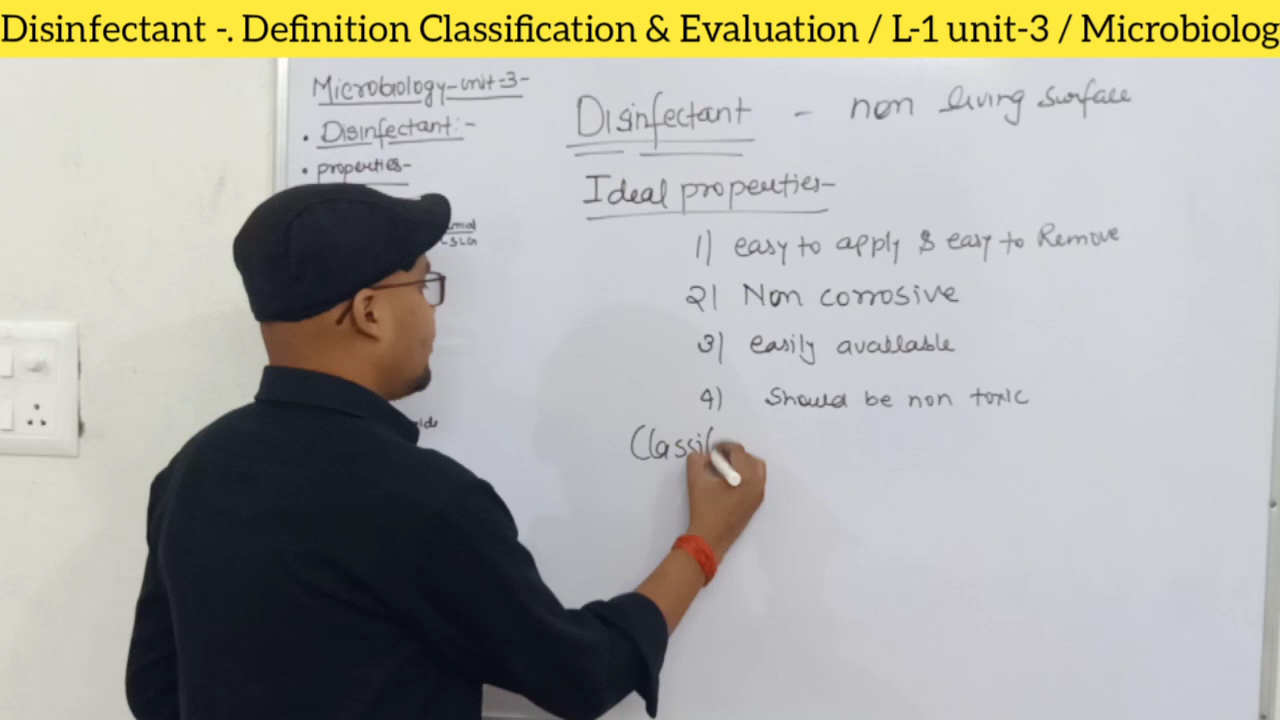 Disinfectant -. Definition Classification & Evaluation / L-1 unit-3 / Microbiolog
Microbiology-unit-3-
• Disinfectant:-
• properties-
Disinfectant - non living surface
Ideal properties-
1) easy to apply & easy to Remove
2) Non corrosive
3) easily available
4) Should be non toxic
Classif